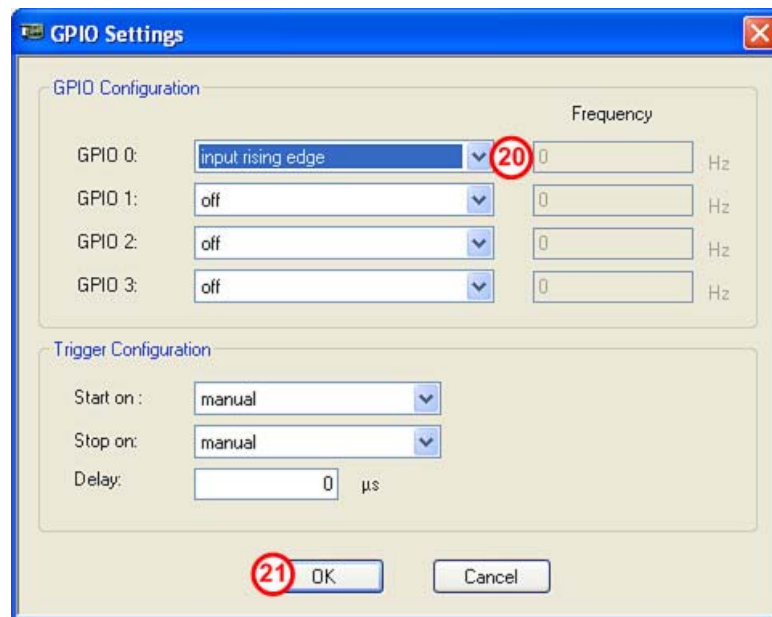 GPIO Settings
GPIO Configuration
Frequency
GPIO 0: input rising edge 20 0 Hz
GPIO 1: off 0 Hz
GPIO 2: off 0 Hz
GPIO 3: off 0 Hz
Trigger Configuration
Start on : manual
Stop on: manual
Delay: 0 µs
21 OK Cancel